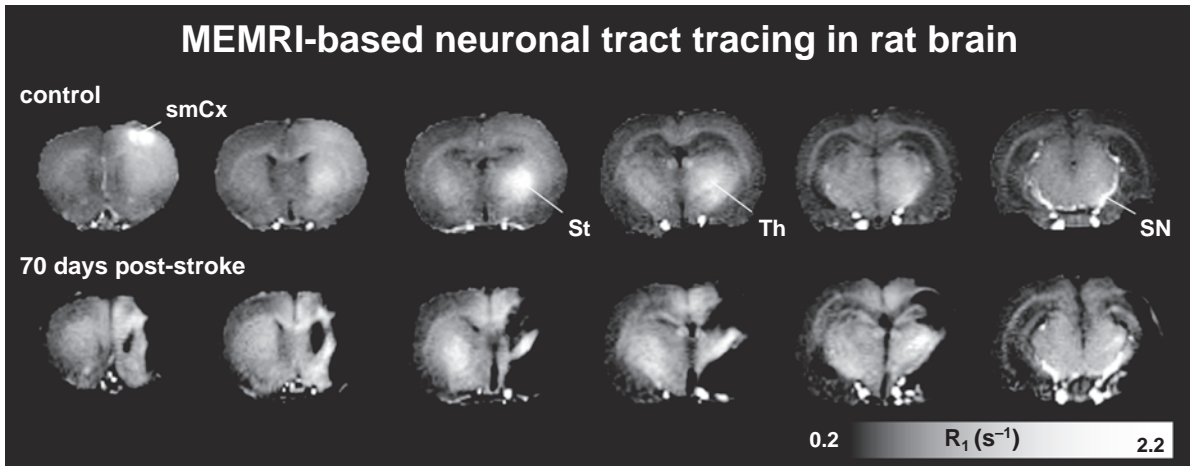 MEMRI-based neuronal tract tracing in rat brain
control
smCx
St
Th
SN
70 days post-stroke
0.2 R₁ (s⁻¹) 2.2